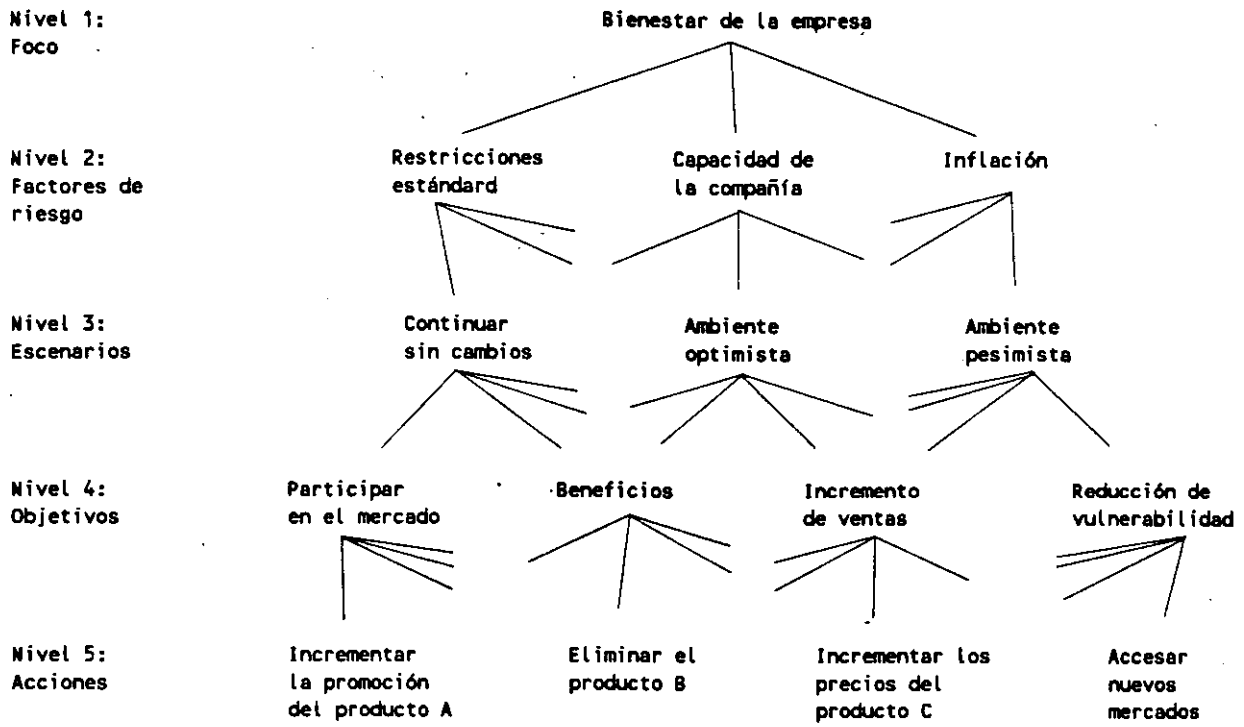 Nivel 1:
Foco
Bienestar de la empresa
Nivel 2:
Factores de
riesgo
Restricciones
estándard
Capacidad de
la compañía
Inflación
Nivel 3:
Escenarios
Continuar
sin cambios
Ambiente
optimista
Ambiente
pesimista
Nivel 4:
Objetivos
Participar
en el mercado
Beneficios
Incremento
de ventas
Reducción de
vulnerabilidad
Nivel 5:
Acciones
Incrementar
la promoción
del producto A
Eliminar el
producto B
Incrementar los
precios del
producto C
Accesar
nuevos
mercados